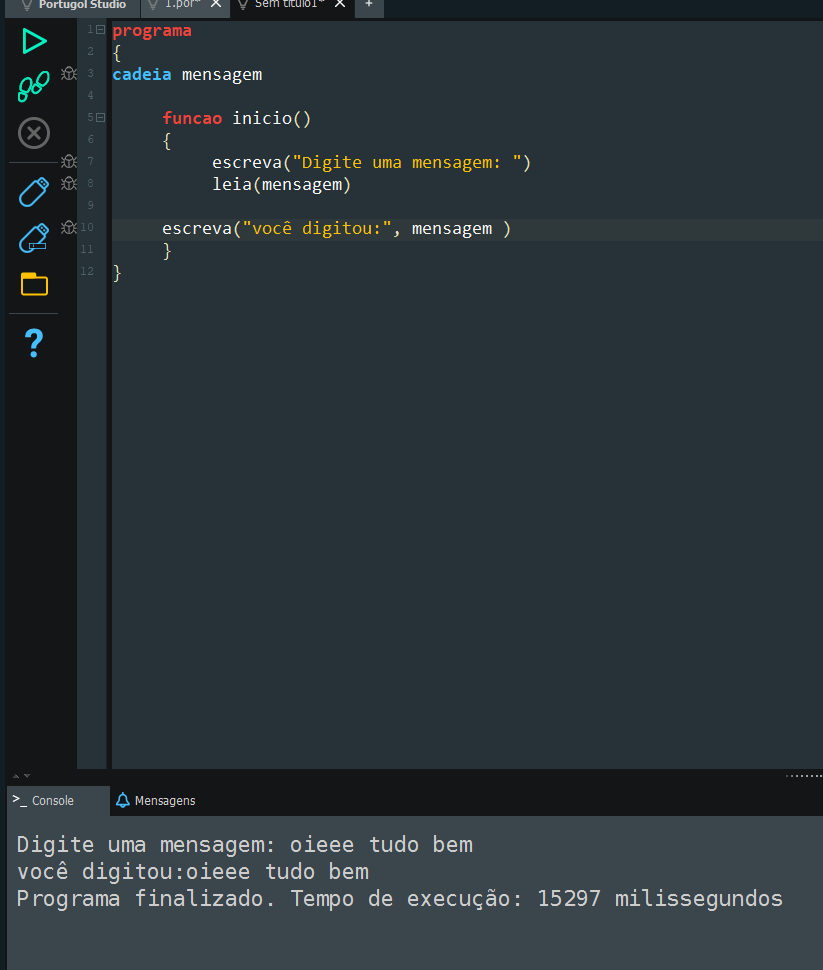 Portugol Studio 1.por* Sem título1* +
1 programa
2 {
3 cadeia mensagem
4
5 funcao inicio()
6 {
7 escreva("Digite uma mensagem: ")
8 leia(mensagem)
9
10 escreva("você digitou:", mensagem )
11 }
12 }
?
>_ Console Mensagens
Digite uma mensagem: oieee tudo bem
você digitou:oieee tudo bem
Programa finalizado. Tempo de execução: 15297 milissegundos